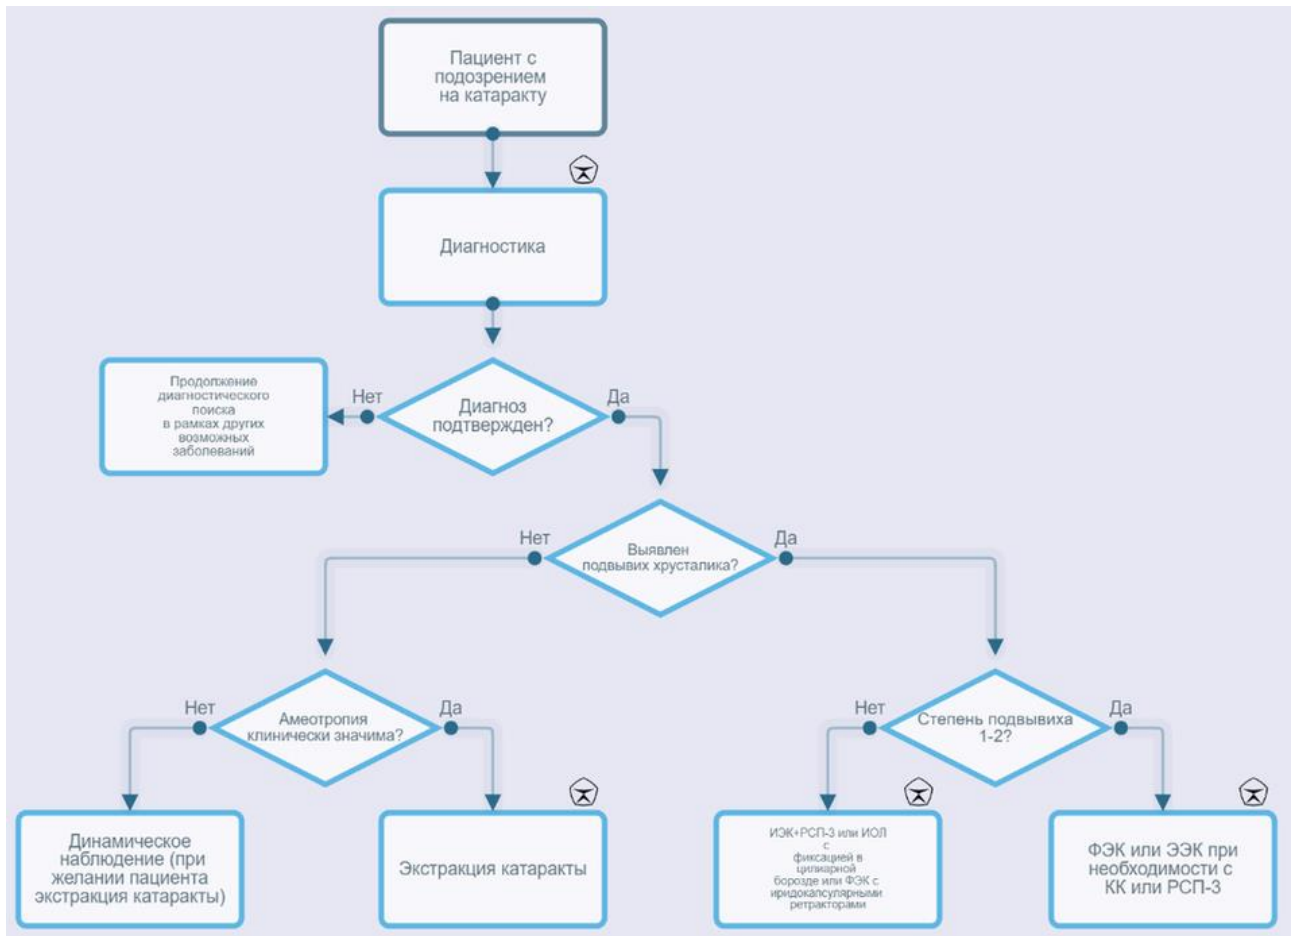 Пациент с
подозрением
на катаракту
Диагностика
Продолжение
диагностического
поиска
в рамках других
возможных
заболеваний
Нет
Диагноз
подтвержден?
Да
Нет
Выявлен
подвывих хрусталика?
Да
Нет
Амеотропия
клинически значима?
Да
Нет
Степень подвывиха
1-2?
Да
Динамическое
наблюдение (при
желании пациента
экстракция катаракты)
Экстракция катаракты
ИЭК+РСП-3 или ИОЛ
с
фиксацией в
цилиарной
борозде или ФЭК с
иридокапсулярными
ретракторами
ФЭК или ЭЭК при
необходимости с
КК или РСП-3